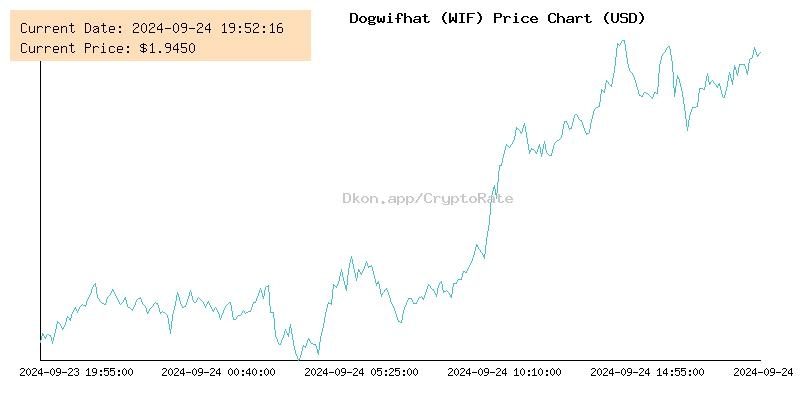 Dogwifhat (WIF) Price Chart (USD)
Current Date: 2024-09-24 19:52:16
Current Price: $1.9450
Dkon.app/CryptoRate
2024-09-23 19:55:00 2024-09-24 00:40:00 2024-09-24 05:25:00 2024-09-24 10:10:00 2024-09-24 14:55:00 2024-09-24